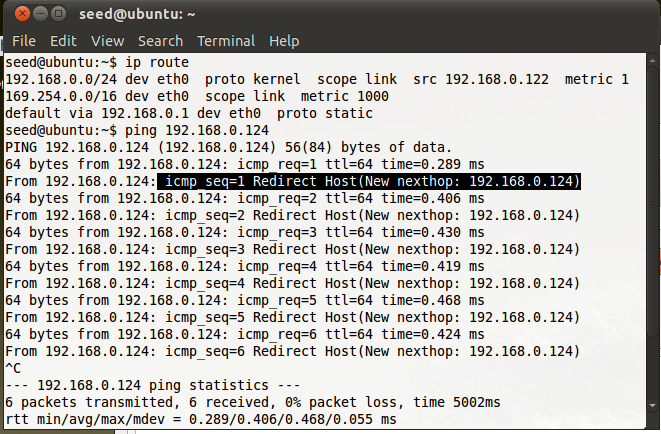 seed@ubuntu: ~
File Edit View Search Terminal Help
seed@ubuntu:~$ ip route
192.168.0.0/24 dev eth0  proto kernel  scope link  src 192.168.0.122  metric 1
169.254.0.0/16 dev eth0  scope link  metric 1000
default via 192.168.0.1 dev eth0  proto static
seed@ubuntu:~$ ping 192.168.0.124
PING 192.168.0.124 (192.168.0.124) 56(84) bytes of data.
64 bytes from 192.168.0.124: icmp_req=1 ttl=64 time=0.289 ms
From 192.168.0.124: icmp_seq=1 Redirect Host(New nexthop: 192.168.0.124)
64 bytes from 192.168.0.124: icmp_req=2 ttl=64 time=0.406 ms
From 192.168.0.124: icmp_seq=2 Redirect Host(New nexthop: 192.168.0.124)
64 bytes from 192.168.0.124: icmp_req=3 ttl=64 time=0.430 ms
From 192.168.0.124: icmp_seq=3 Redirect Host(New nexthop: 192.168.0.124)
64 bytes from 192.168.0.124: icmp_req=4 ttl=64 time=0.419 ms
From 192.168.0.124: icmp_seq=4 Redirect Host(New nexthop: 192.168.0.124)
64 bytes from 192.168.0.124: icmp_req=5 ttl=64 time=0.468 ms
From 192.168.0.124: icmp_seq=5 Redirect Host(New nexthop: 192.168.0.124)
64 bytes from 192.168.0.124: icmp_req=6 ttl=64 time=0.424 ms
From 192.168.0.124: icmp_seq=6 Redirect Host(New nexthop: 192.168.0.124)
^C
--- 192.168.0.124 ping statistics ---
6 packets transmitted, 6 received, 0% packet loss, time 5002ms
rtt min/avg/max/mdev = 0.289/0.406/0.468/0.055 ms